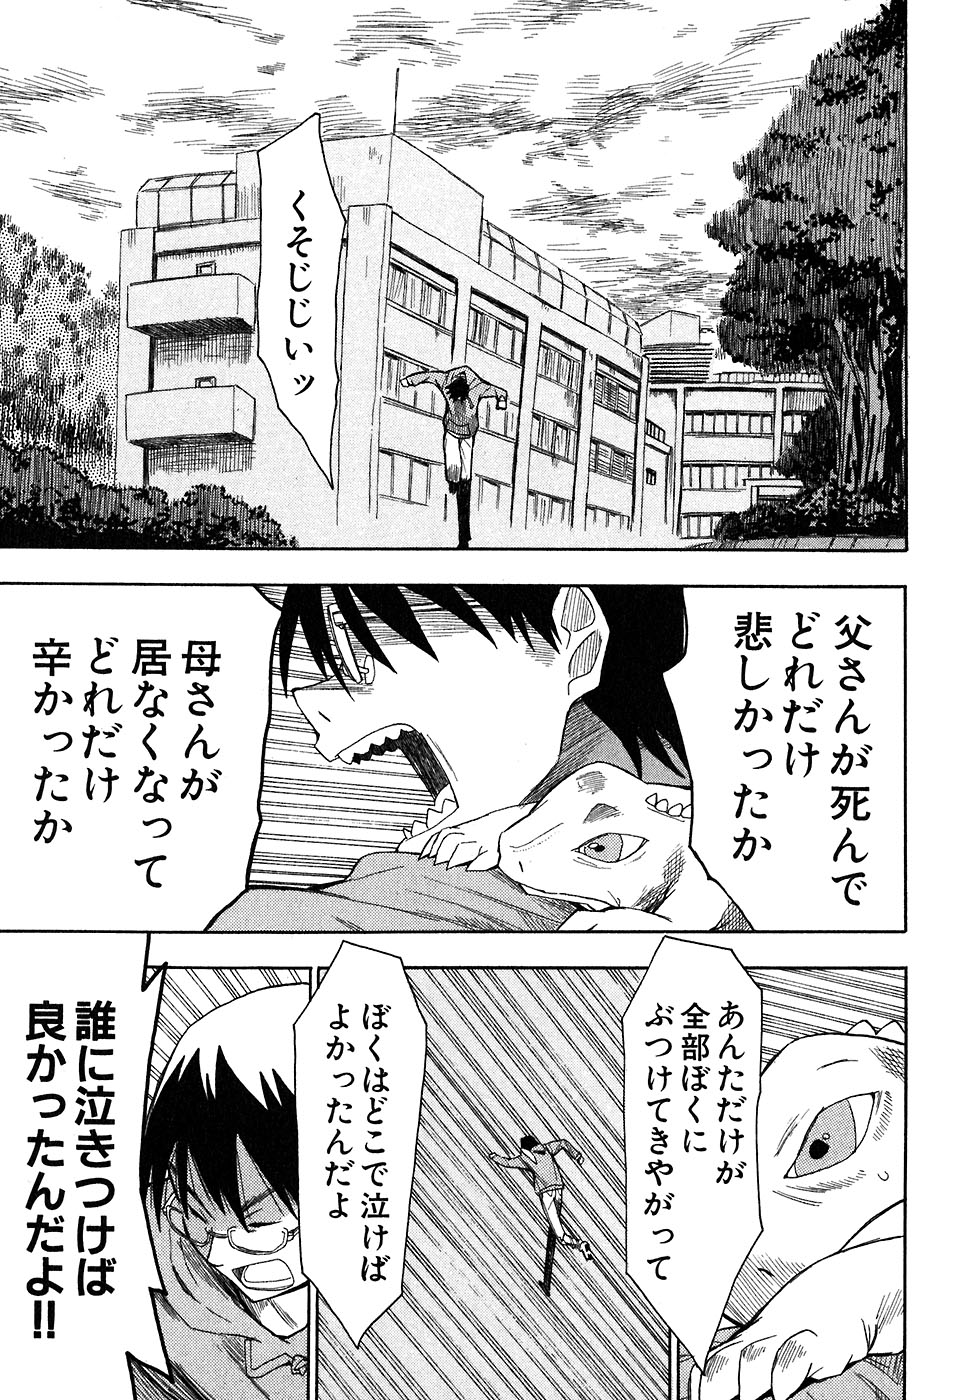 くそじじいッ
父さんが死んで
どれだけ
悲しかったか
母さんが
居なくなって
どれだけ
辛かったか
あんただけが
全部ぼくに
ぶつけてきやがって
ぼくはどこで泣けば
よかったんだよ
誰に泣きつけば
良かったんだよ!!